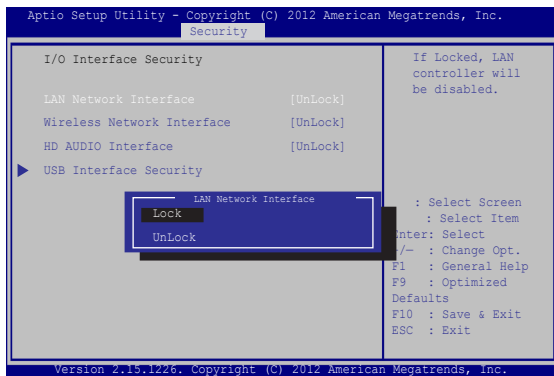 Aptio Setup Utility - Copyright (C) 2012 American Megatrends, Inc.
Security
I/O Interface Security
LAN Network Interface [UnLock]
Wireless Network Interface [UnLock]
HD AUDIO Interface [UnLock]
USB Interface Security
If Locked, LAN
controller will
be disabled.
LAN Network Interface
Lock
UnLock
: Select Screen
: Select Item
nter: Select
/— : Change Opt.
F1 : General Help
F9 : Optimized
Defaults
F10 : Save & Exit
ESC : Exit
Version 2.15.1226. Copyright (C) 2012 American Megatrends, Inc.